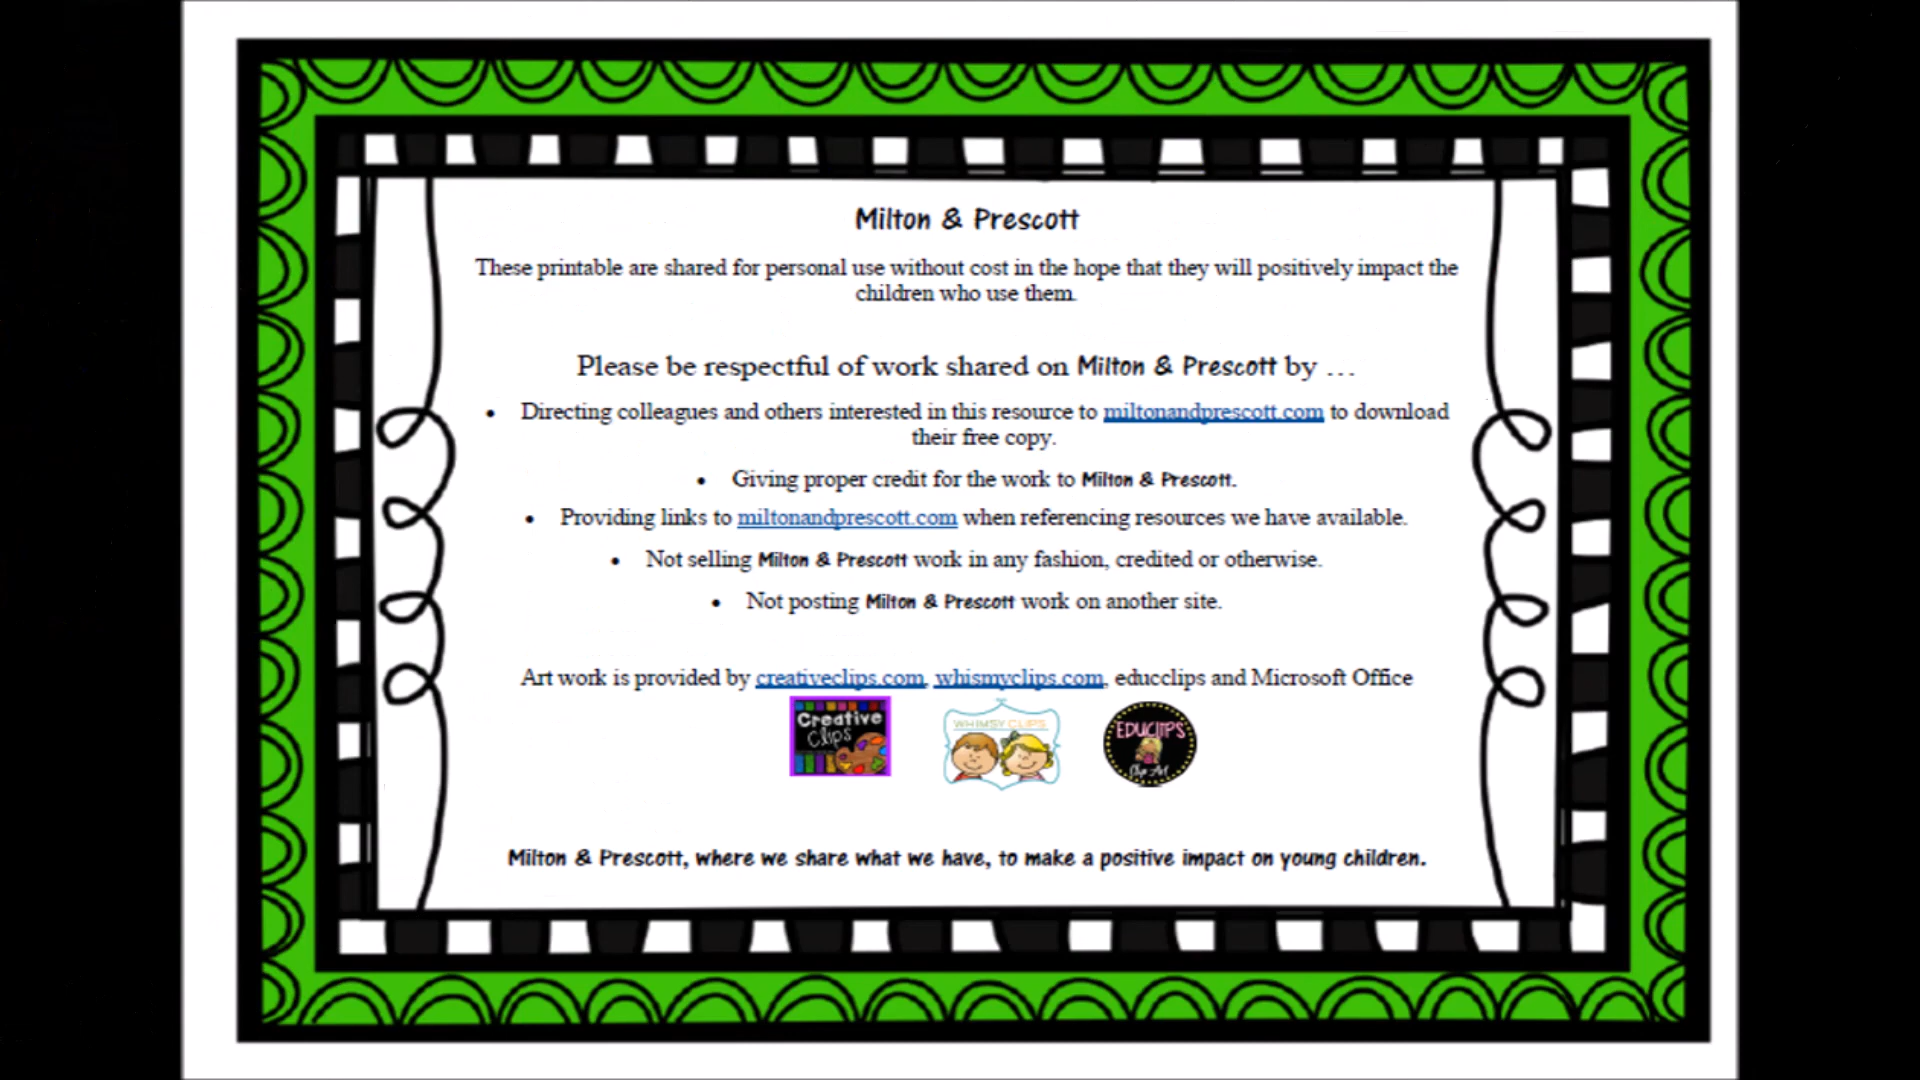 Milton & Prescott
These printable are shared for personal use without cost in the hope that they will positively impact the
children who use them.
Please be respectful of work shared on Milton & Prescott by …
• Directing colleagues and others interested in this resource to miltonandprescott.com to download
their free copy.
• Giving proper credit for the work to Milton & Prescott.
• Providing links to miltonandprescott.com when referencing resources we have available.
• Not selling Milton & Prescott work in any fashion, credited or otherwise.
• Not posting Milton & Prescott work on another site.
Art work is provided by creativeclips.com, whismyclips.com, educclips and Microsoft Office
Creative
Clips
WHIMSY CLIPS
EDUCLIPS
Clip Art
Milton & Prescott, where we share what we have, to make a positive impact on young children.